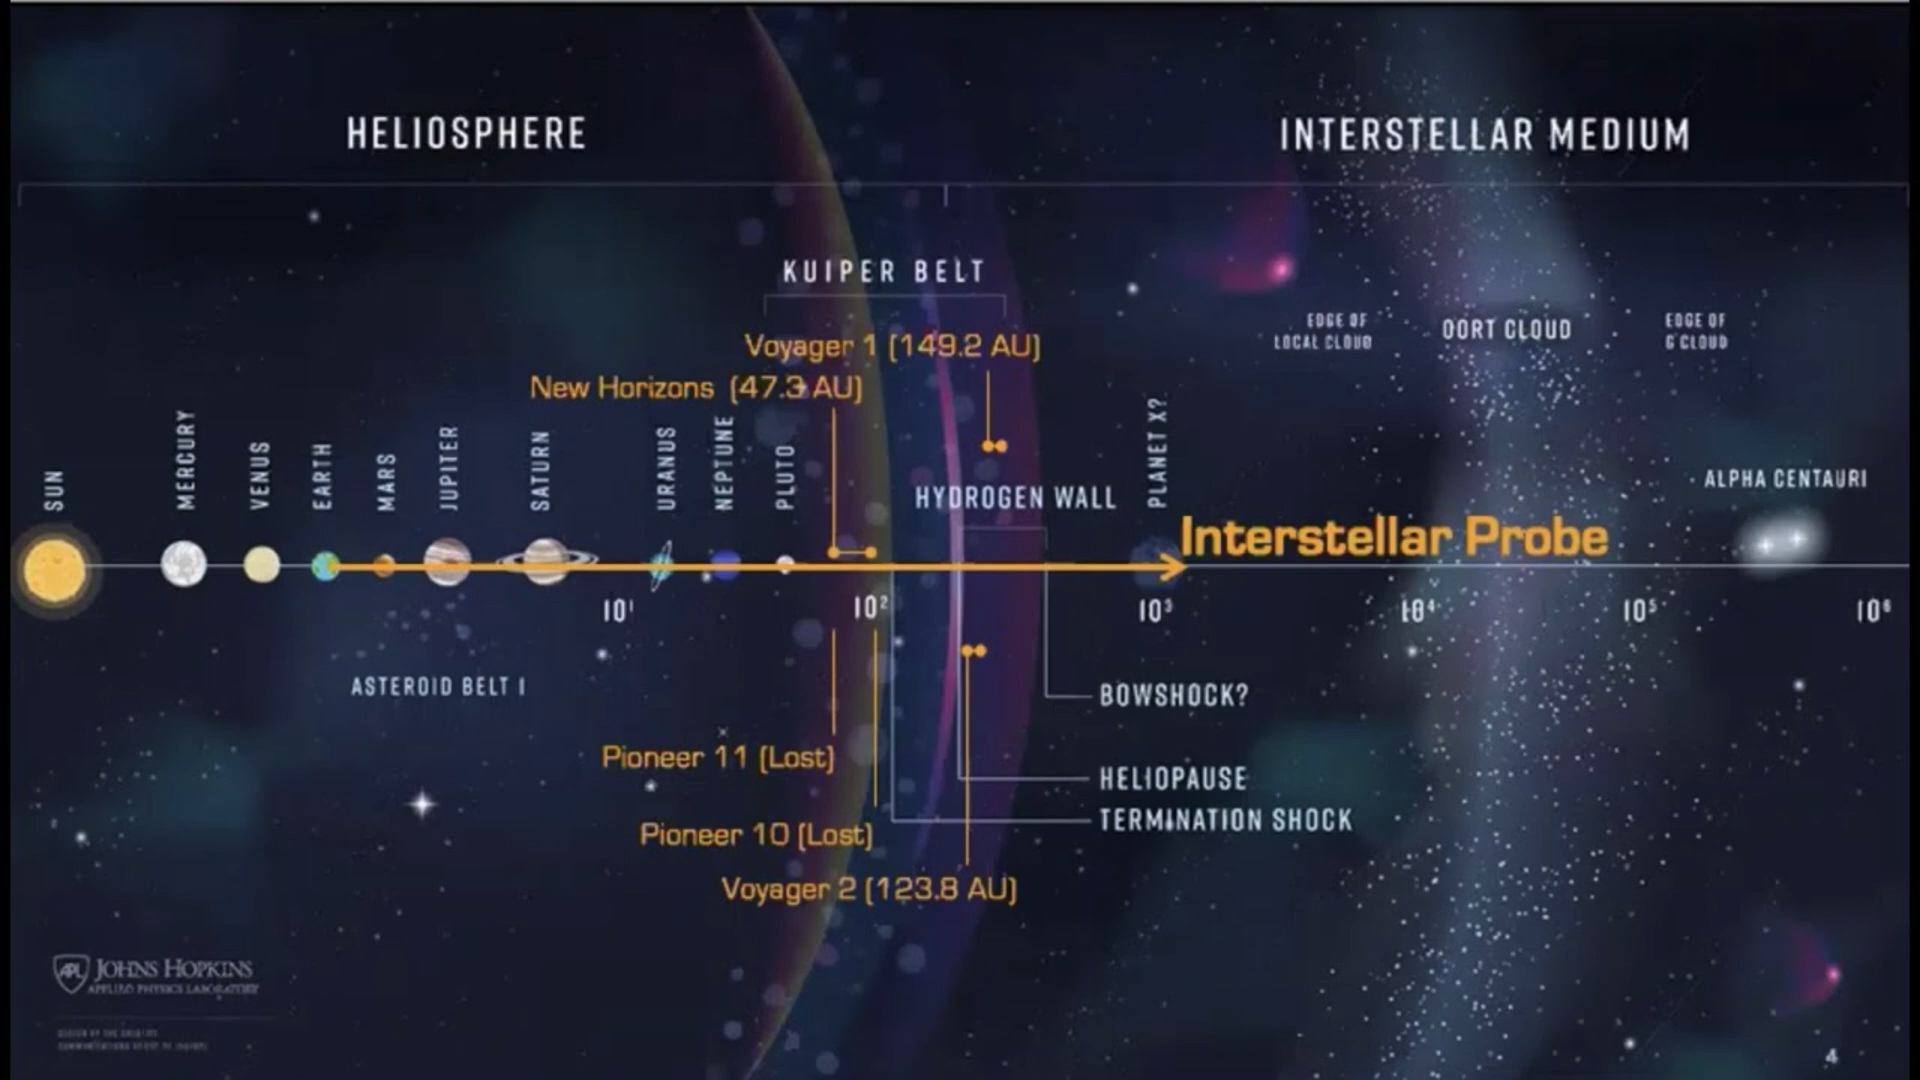 HELIOSPHERE
INTERSTELLAR MEDIUM
KUIPER BELT
EDGE OF
LOCAL CLOUD
OORT CLOUD
EDGE OF
G CLOUD
Voyager 1 (149.2 AU)
New Horizons (47.3 AU)
SUN
MERCURY
VENUS
EARTH
MARS
JUPITER
SATURN
URANUS
NEPTUNE
PLUTO
HYDROGEN WALL
PLANET X?
ALPHA CENTAURI
Interstellar Probe
10¹
10²
10³
10⁴
10⁵
10⁶
ASTEROID BELT
BOWSHOCK?
Pioneer 11 (Lost)
HELIOPAUSE
TERMINATION SHOCK
Pioneer 10 (Lost)
Voyager 2 (123.8 AU)
APL JOHNS HOPKINS
APPLIED PHYSICS LABORATORY
4